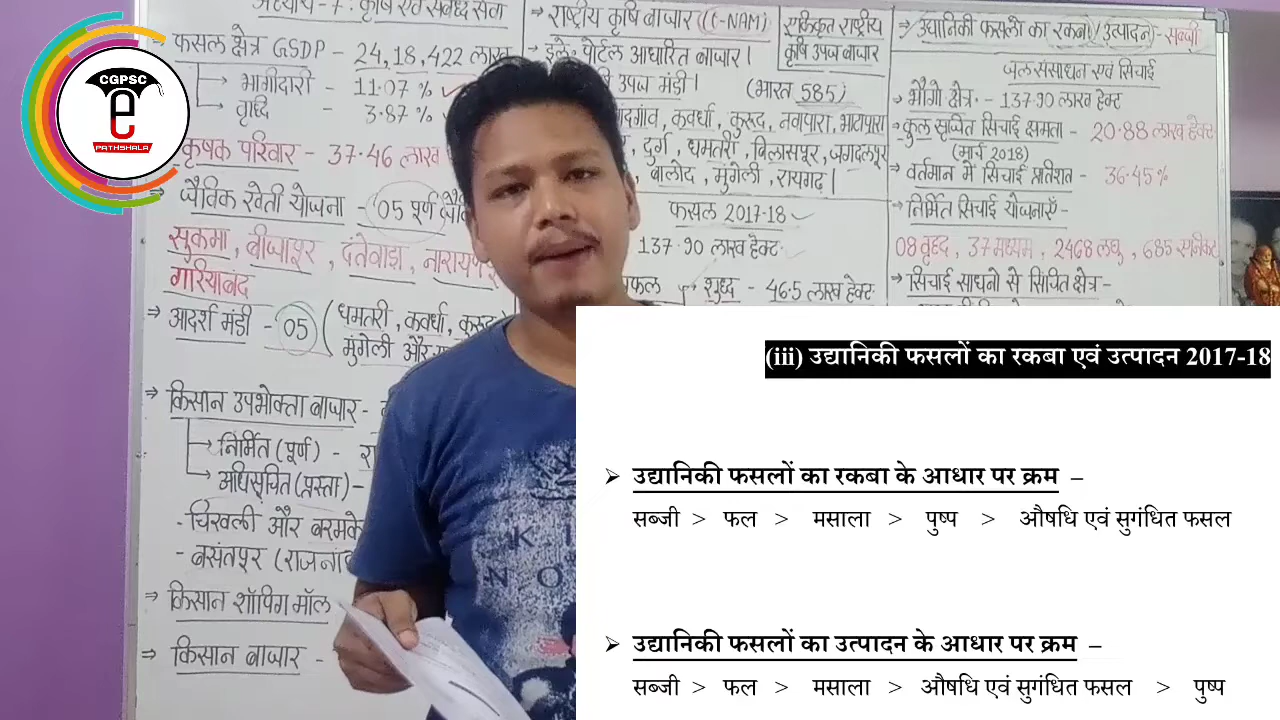 अध्याय - 7 : कृषि एवं संबध्द सेवा
⇒ फसल क्षेत्र GSDP - 24,18,422 लाख
→ भागीदारी - 11.07 %
→ वृध्दि - 3.87 %
कृषक परिवार - 37.46 लाख
⇒ जैविक खेती योजना - 05 पूर्ण
सुकमा, बीजापुर, दंतेवाड़ा, नारायण
गरियाबंद
⇒ आदर्श मंडी - 05 ( धमतरी, कवर्धा, कुरूद
मुंगेली और
⇒ किसान उपभोक्ता बाजार -
→ निर्मित (पूर्ण) -
→ अधिसूचित (प्रस्ता) -
- चिखली और
- बसंतपुर (राजनां
⇒ किसान शॉपिंग मॉल
⇒ किसान बाजार -
⇒ राष्ट्रीय कृषि बाजार (E-NAM)
एकिकृत राष्ट्रीय
कृषि उपज बाजार
इले. पोर्टल आधारित बाजार।
उपज मंडी। (भारत 585)
कवर्धा, कुरूद, नवापारा, भाटापारा
दुर्ग, धमतरी, बिलासपुर, जगदलपुर
बालोद, मुंगेली, रायगढ़।
फसल 2017-18
137.90 लाख हेक्ट.
→ शुध्द - 46.5 लाख हेक्ट.
⇒ उद्यानिकी फसलों का रकबा / उत्पादन - सब्जी
जल संसाधन एवं सिंचाई
⇒ भौगो क्षेत्र. - 137.90 लाख हेक्ट
⇒ कुल सृजित सिंचाई क्षमता - 20.88 लाख हेक्ट.
(मार्च 2018)
⇒ वर्तमान में सिंचाई प्रतिशत - 36.45 %
⇒ निर्मित सिंचाई योजनाएँ -
08 वृहद, 37 मध्यम, 2468 लघु, 685 एनीकट
⇒ सिंचाई साधनो से सिंचित क्षेत्र -
CGPSC
e
PATHSHALA
(iii) उद्यानिकी फसलों का रकबा एवं उत्पादन 2017-18
➢ उद्यानिकी फसलों का रकबा के आधार पर क्रम –
सब्जी > फल > मसाला > पुष्प > औषधि एवं सुगंधित फसल
➢ उद्यानिकी फसलों का उत्पादन के आधार पर क्रम –
सब्जी > फल > मसाला > औषधि एवं सुगंधित फसल > पुष्प